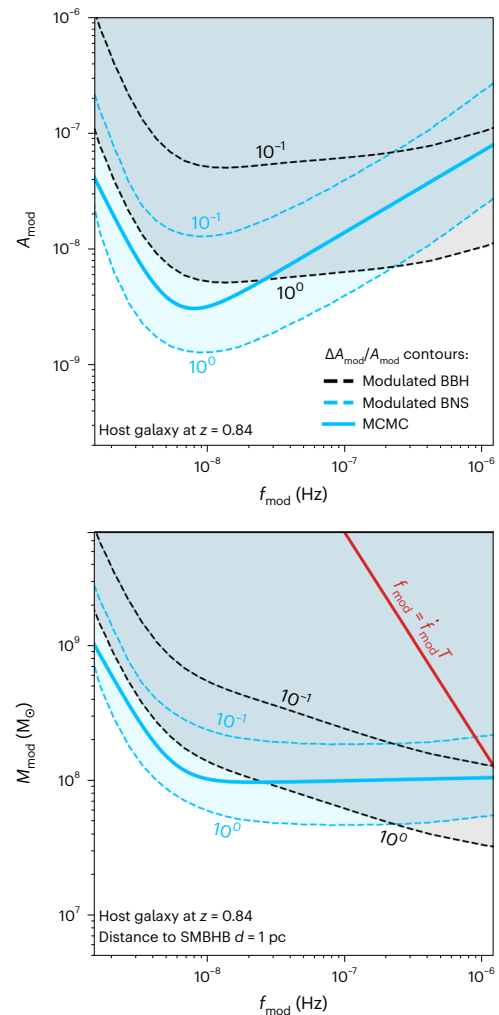 10⁻⁶
10⁻⁷
10⁻⁸
10⁻⁹
A_mod
10⁻¹
10⁻¹
10⁰
10⁰
ΔA_mod/A_mod contours:
Modulated BBH
Modulated BNS
MCMC
Host galaxy at z = 0.84
10⁻⁸
10⁻⁷
10⁻⁶
f_mod (Hz)
10⁹
10⁸
10⁷
M_mod (M_⊙)
f_mod = ḟ_mod T
10⁻¹
10⁻¹
10⁰
10⁰
Host galaxy at z = 0.84
Distance to SMBHB d = 1 pc
10⁻⁸
10⁻⁷
10⁻⁶
f_mod (Hz)